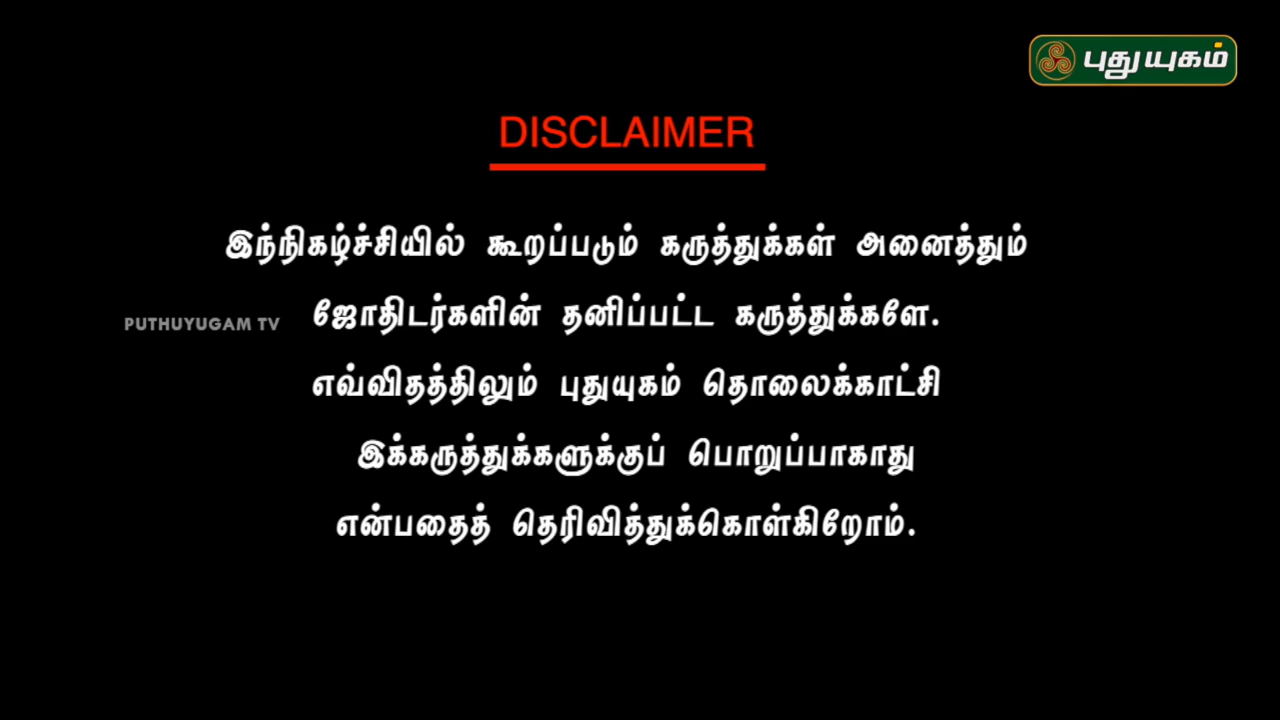 புதுயுகம்
DISCLAIMER
இந்நிகழ்ச்சியில் கூறப்படும் கருத்துக்கள் அனைத்தும்
ஜோதிடர்களின் தனிப்பட்ட கருத்துக்களே.
PUTHUYUGAM TV
எவ்விதத்திலும் புதுயுகம் தொலைக்காட்சி
இக்கருத்துக்களுக்குப் பொறுப்பாகாது
என்பதைத் தெரிவித்துக்கொள்கிறோம்.